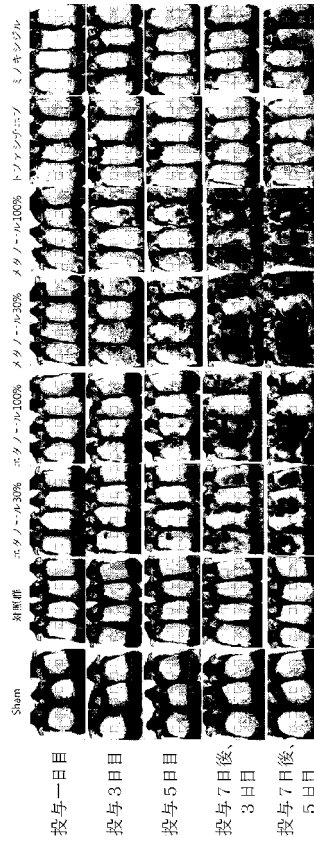 Sham
対照群
エタノール30%
エタノール100%
メタノール30%
メタノール100%
トファシチニブ
ミノキシジル
投与一日目
投与3日目
投与5日目
投与7日後、
3日目
投与7日後、
5日目